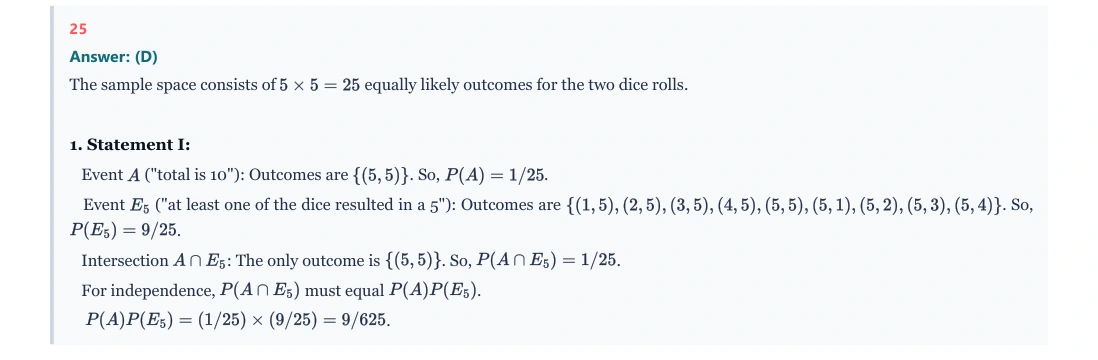 25
Answer: (D)
The sample space consists of 5 × 5 = 25 equally likely outcomes for the two dice rolls.
1. Statement I:
Event A ("total is 10"): Outcomes are {(5, 5)}. So, P(A) = 1/25.
Event E₅ ("at least one of the dice resulted in a 5"): Outcomes are {(1, 5), (2, 5), (3, 5), (4, 5), (5, 5), (5, 1), (5, 2), (5, 3), (5, 4)}. So,
P(E₅) = 9/25.
Intersection A ∩ E₅: The only outcome is {(5, 5)}. So, P(A ∩ E₅) = 1/25.
For independence, P(A ∩ E₅) must equal P(A)P(E₅).
P(A)P(E₅) = (1/25) × (9/25) = 9/625.